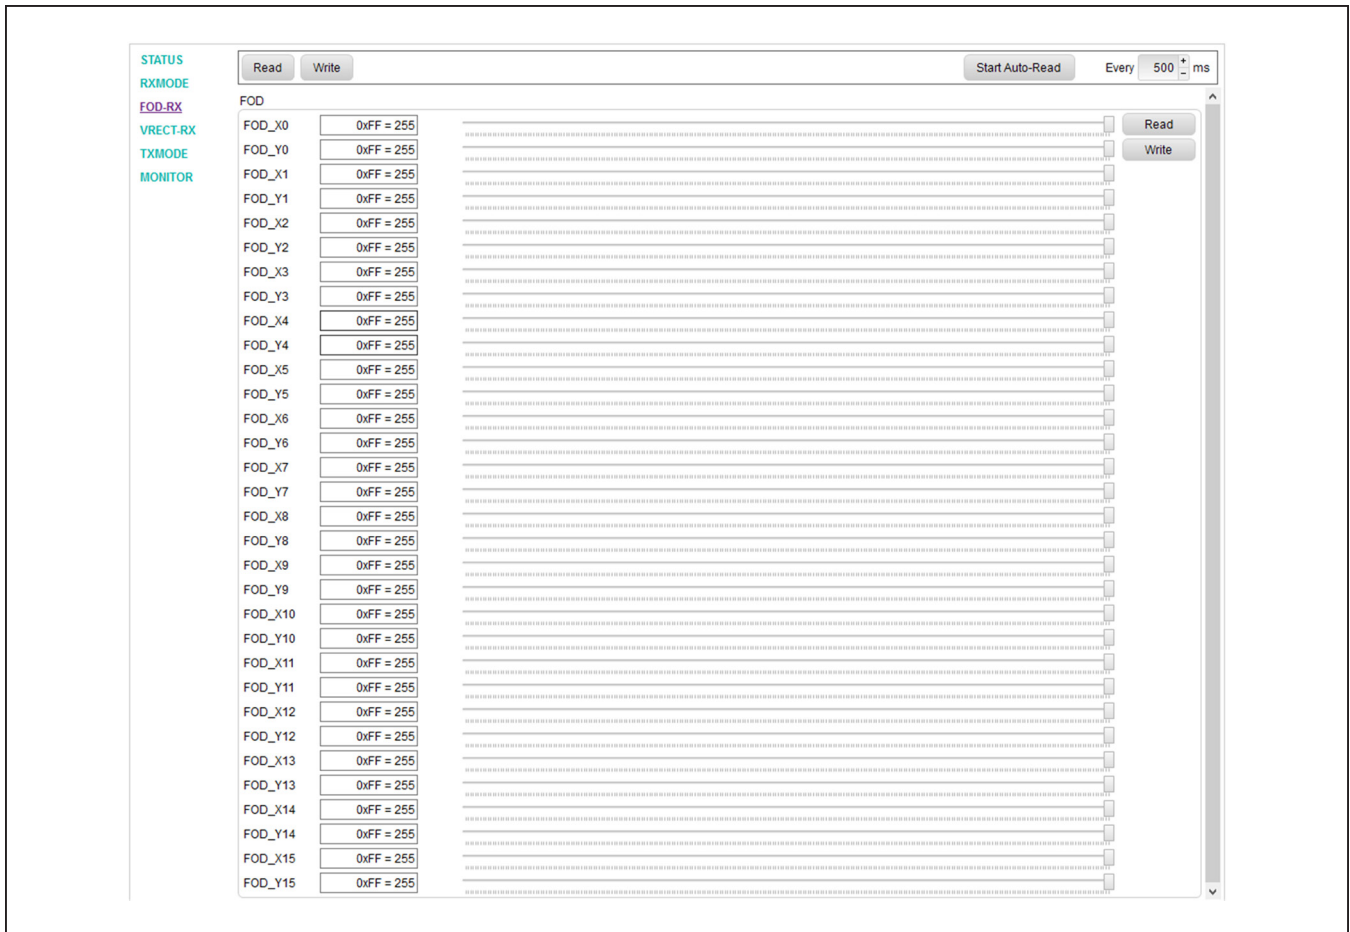 STATUS
RXMODE
FOD-RX
VRECT-RX
TXMODE
MONITOR
Read Write Start Auto-Read Every 500 + - ms
FOD
FOD_X0 0xFF = 255 Read
FOD_Y0 0xFF = 255 Write
FOD_X1 0xFF = 255
FOD_Y1 0xFF = 255
FOD_X2 0xFF = 255
FOD_Y2 0xFF = 255
FOD_X3 0xFF = 255
FOD_Y3 0xFF = 255
FOD_X4 0xFF = 255
FOD_Y4 0xFF = 255
FOD_X5 0xFF = 255
FOD_Y5 0xFF = 255
FOD_X6 0xFF = 255
FOD_Y6 0xFF = 255
FOD_X7 0xFF = 255
FOD_Y7 0xFF = 255
FOD_X8 0xFF = 255
FOD_Y8 0xFF = 255
FOD_X9 0xFF = 255
FOD_Y9 0xFF = 255
FOD_X10 0xFF = 255
FOD_Y10 0xFF = 255
FOD_X11 0xFF = 255
FOD_Y11 0xFF = 255
FOD_X12 0xFF = 255
FOD_Y12 0xFF = 255
FOD_X13 0xFF = 255
FOD_Y13 0xFF = 255
FOD_X14 0xFF = 255
FOD_Y14 0xFF = 255
FOD_X15 0xFF = 255
FOD_Y15 0xFF = 255